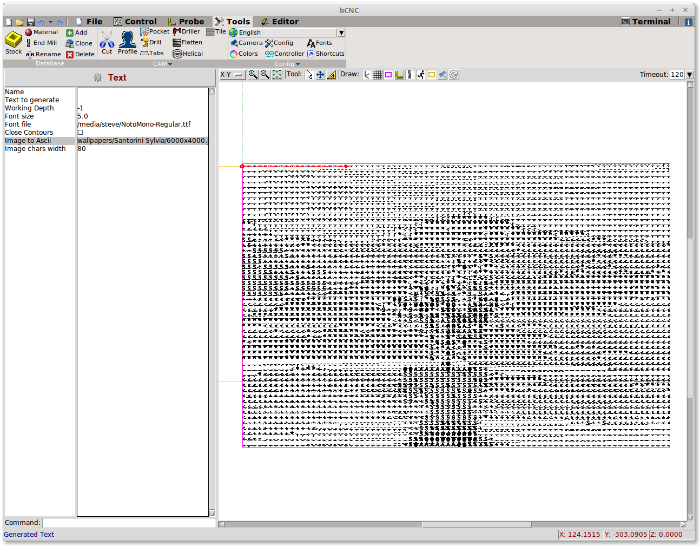 bCNC
File Control Probe Tools Editor Terminal
Stock Material End Mill Rename Add Clone Delete Cut Profile Pocket Drill Tabs Driller Flatten Helical Tile English Camera Config Fonts Colors Controller Shortcuts
Database CAM Config
Text X-Y Tool: Draw: Timeout: 120
Name
Text to generate
Working Depth -1
Font size 5.0
Font file /media/steve/NotoMono-Regular.ttf
Close Contours
Image to Ascii wallpapers/Santorini Sylvia/6000x4000.
Image chars width 80
Command:
Generated Text X: 124.1515 Y: -303.0905 Z: 0.0000